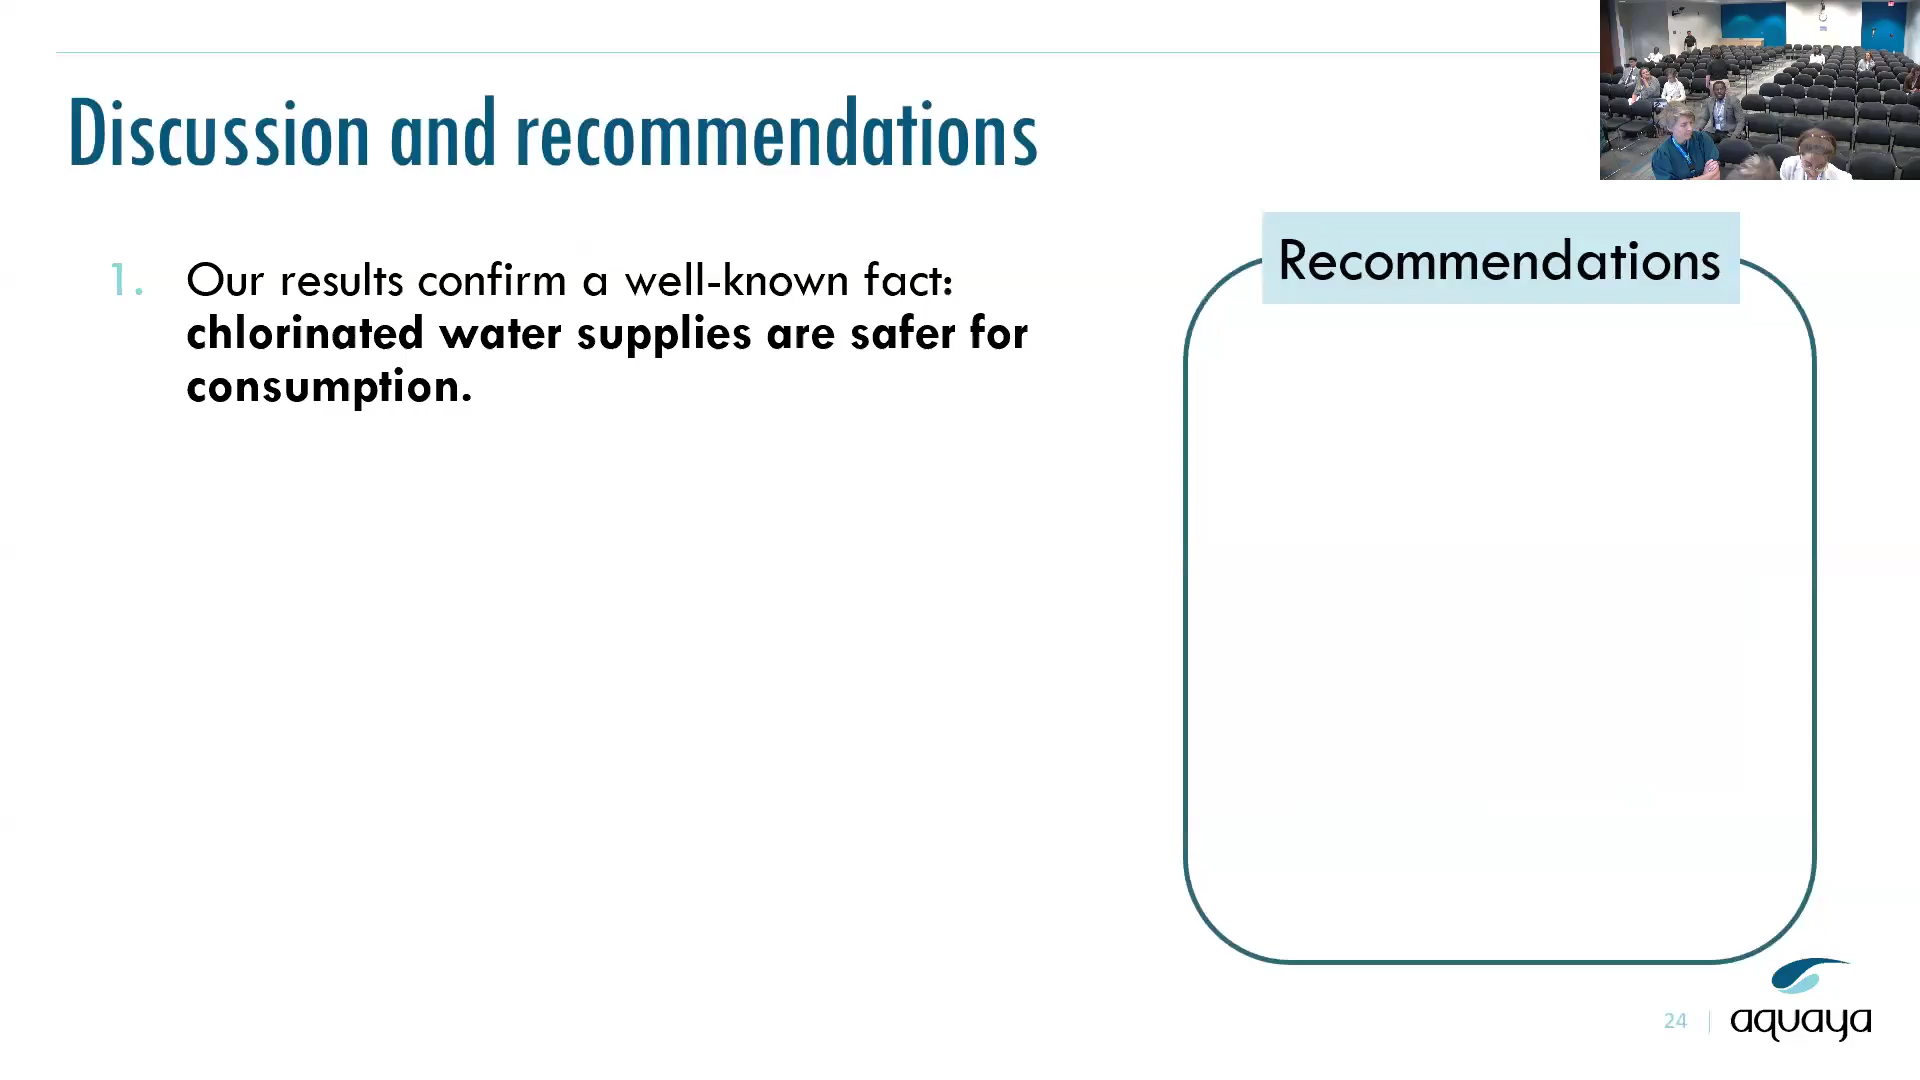 Discussion and recommendations
1. Our results confirm a well-known fact:
chlorinated water supplies are safer for
consumption.
Recommendations
24
aquaya